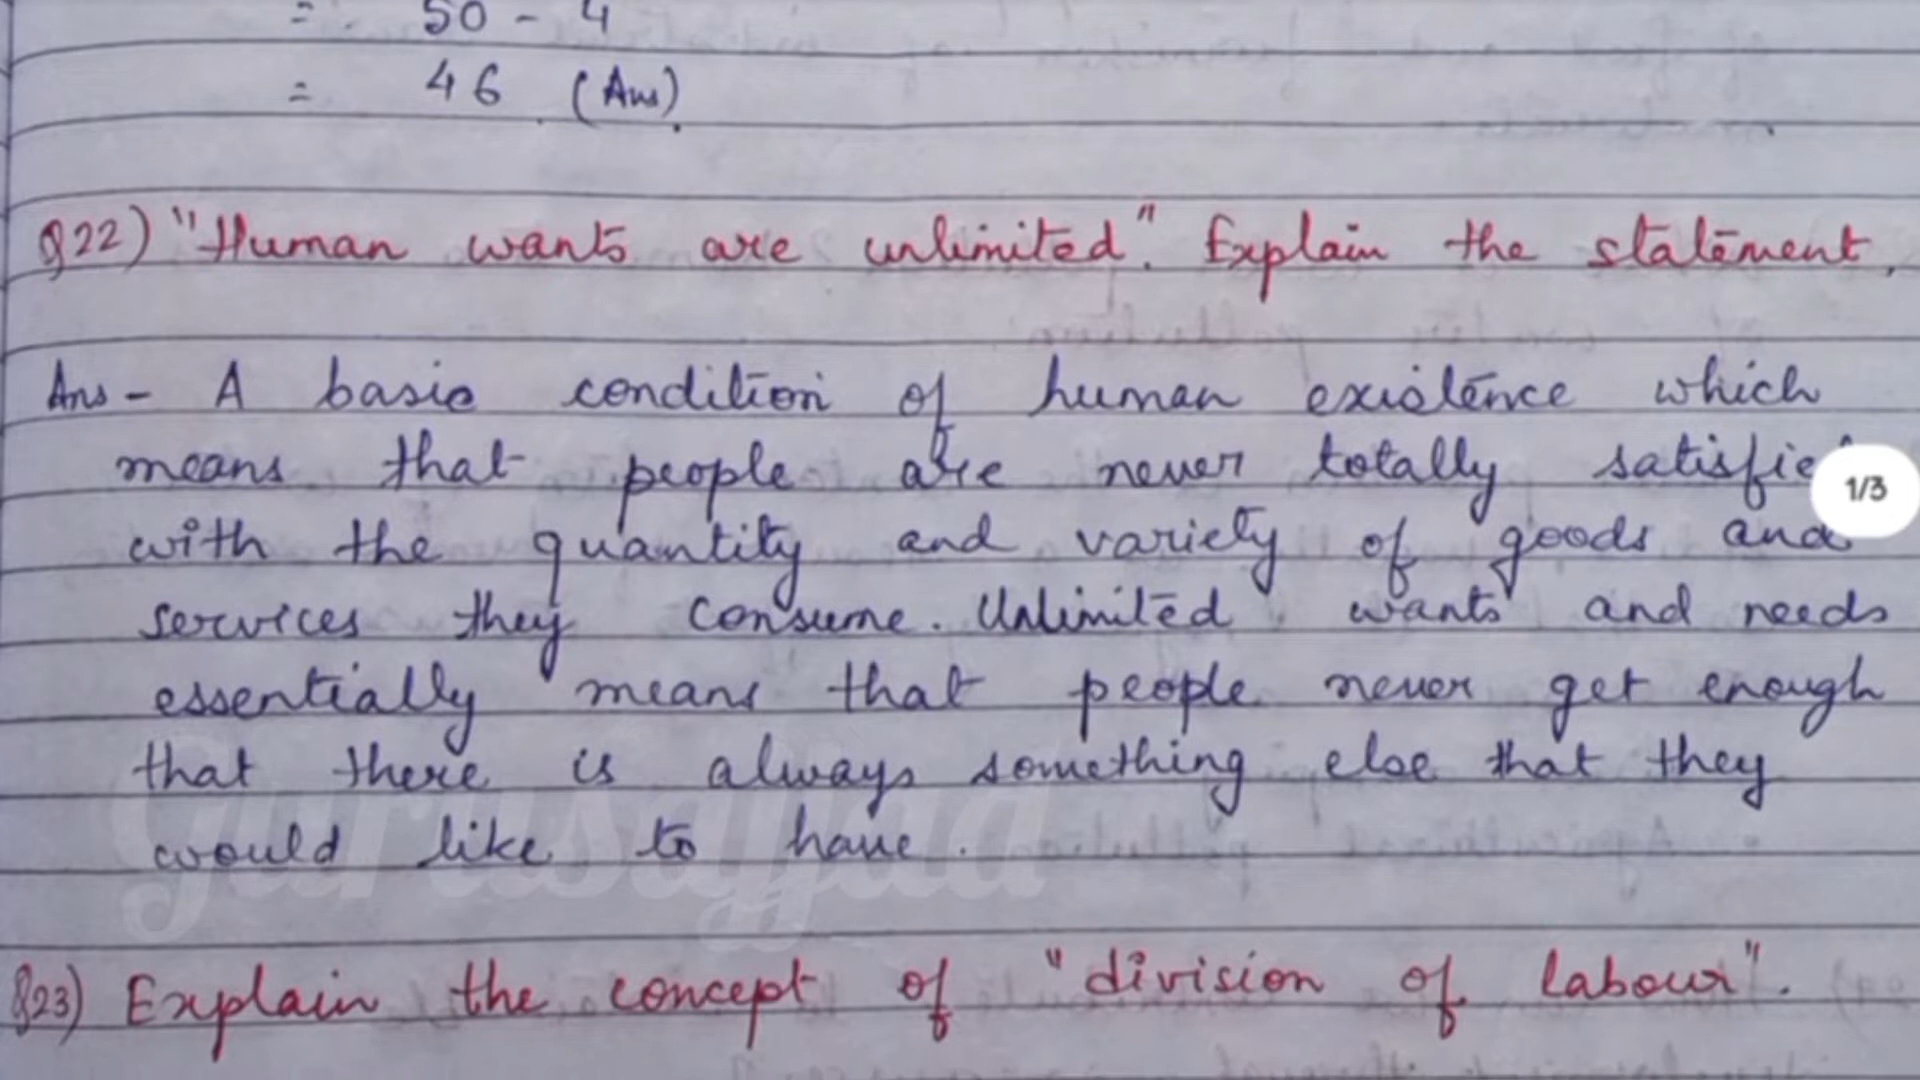 = 50 - 4
= 46 (Ans).
Q22) "Human wants are unlimited". Explain the statement.
Ans - A basic condition of human existence which
means that people are never totally satisfied
with the quantity and variety of goods and
services they consume. Unlimited wants and needs
essentially means that people never get enough
that there is always something else that they
would like to have.
Q23) Explain the concept of "division of labour".
1/3
Gurusajjad